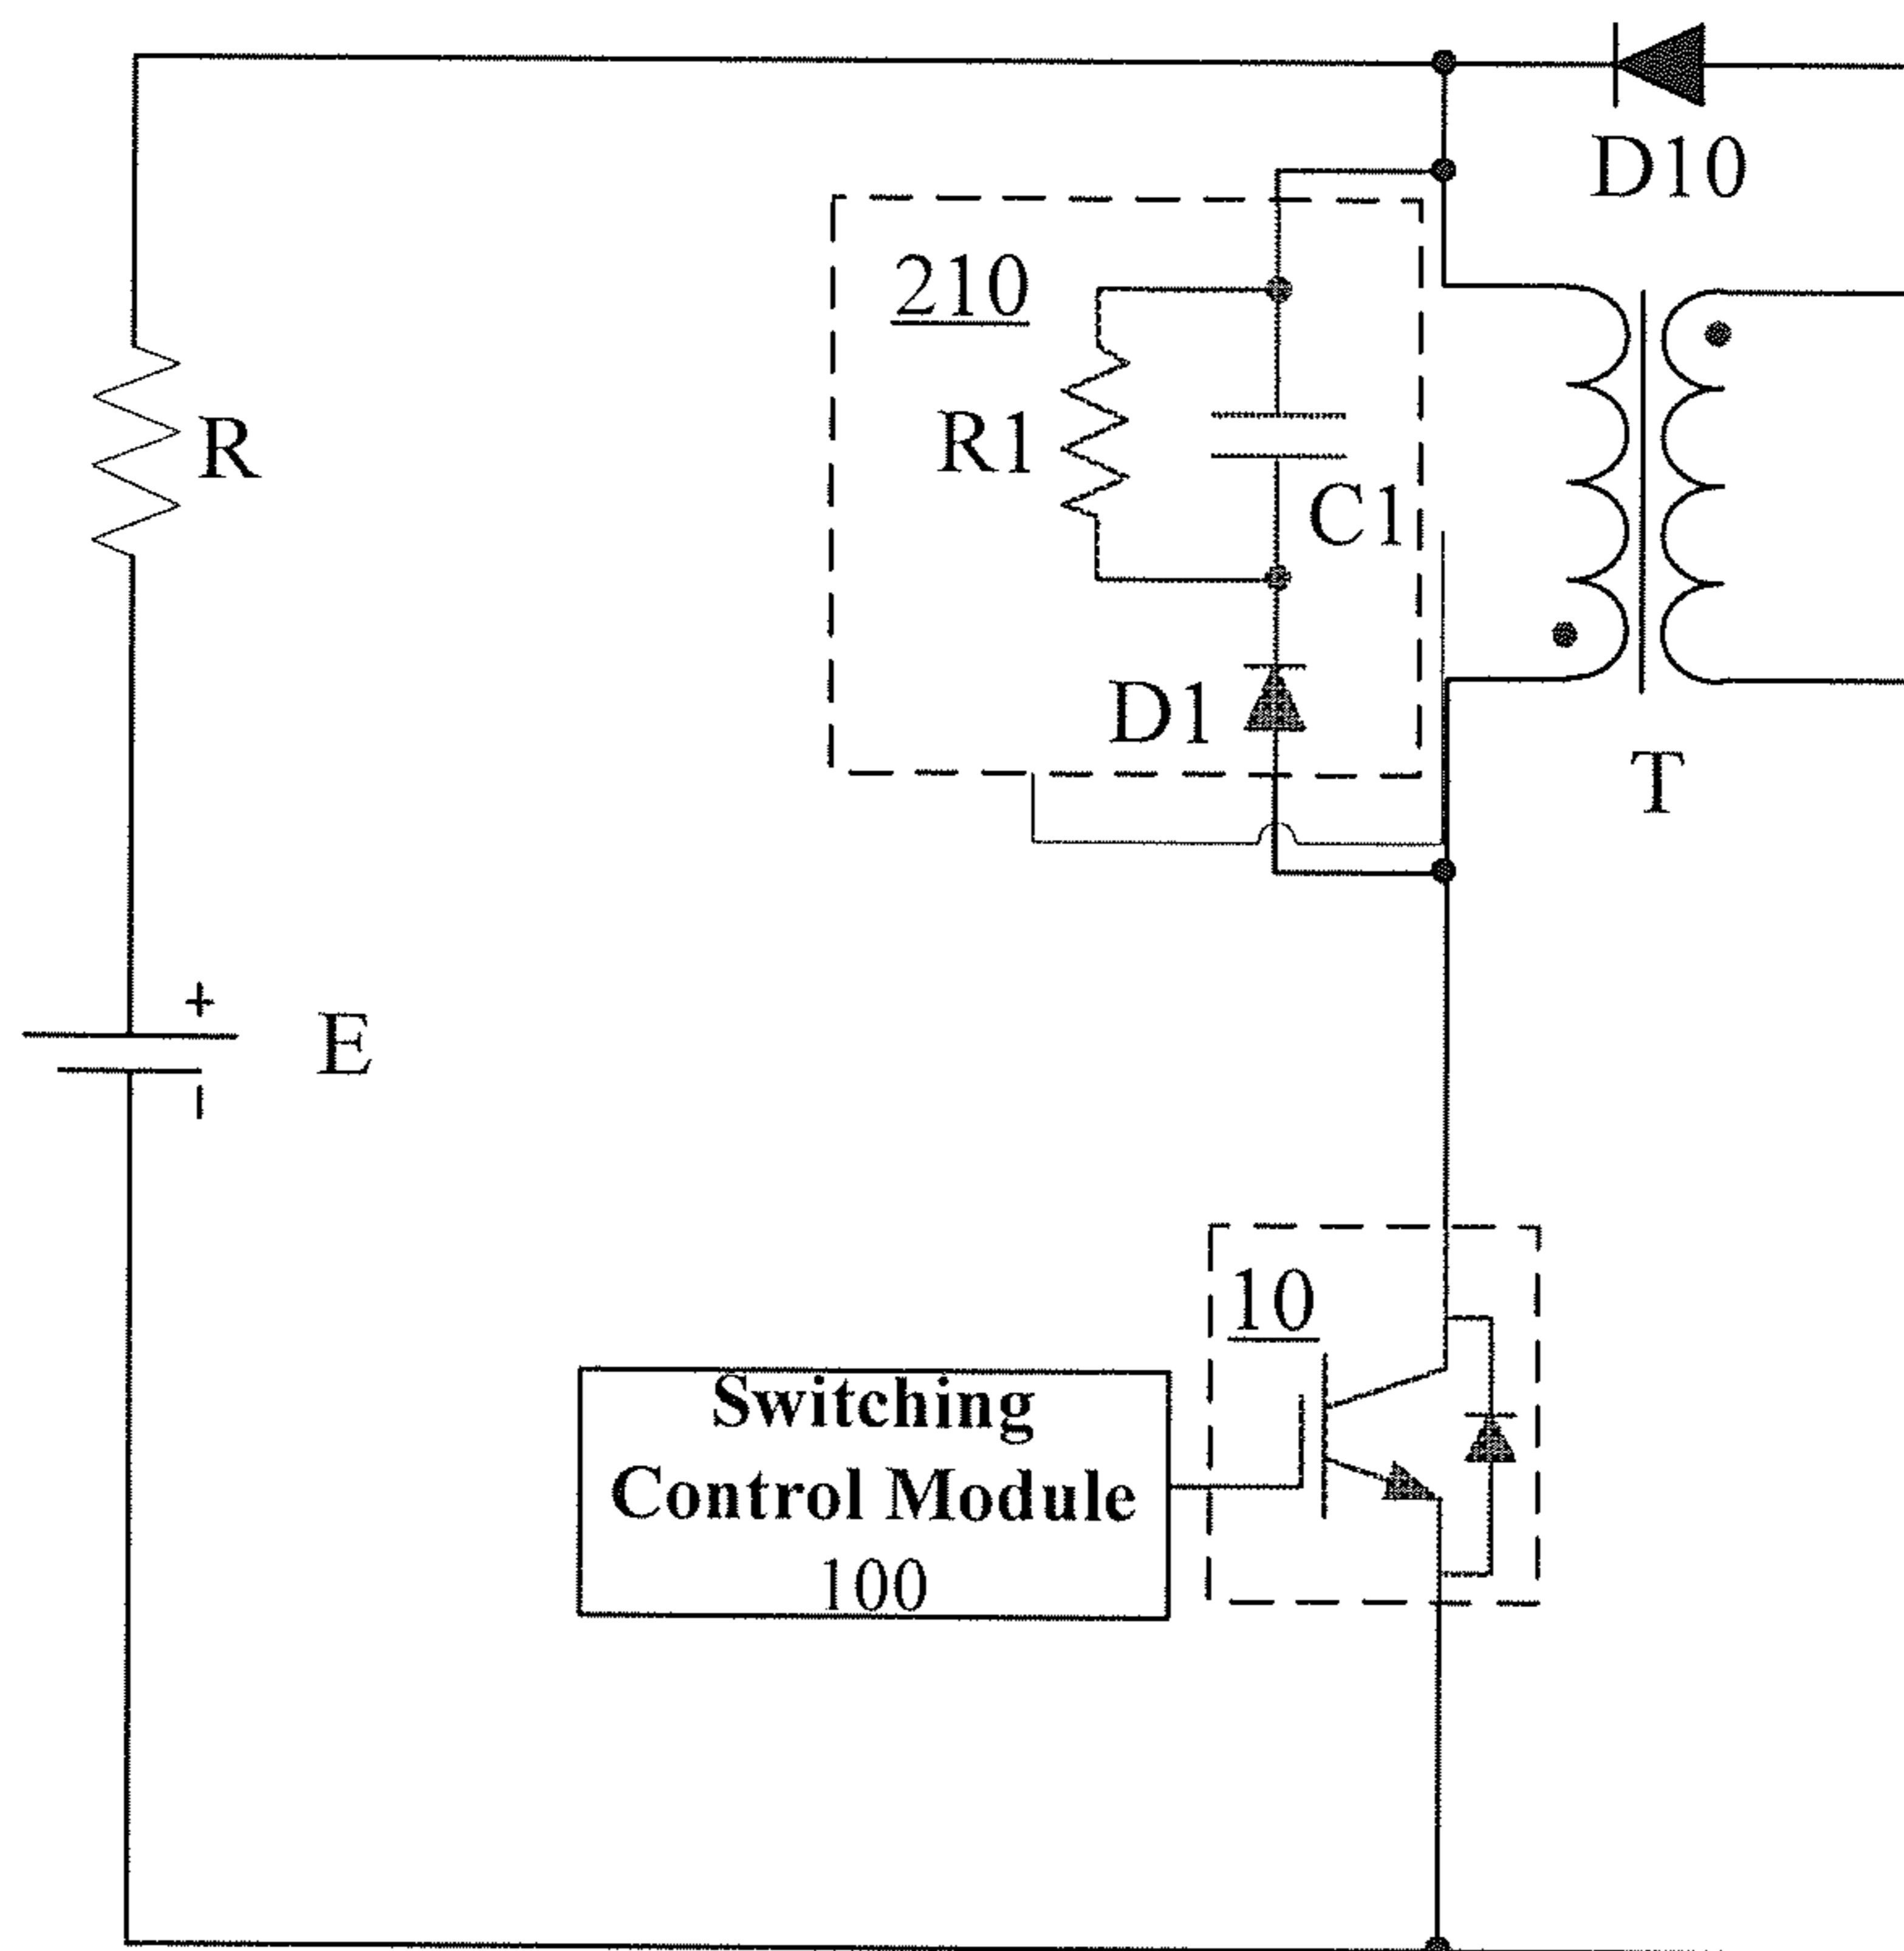 D10
210
R
R1
C1
D1
T
+
E
10
Switching
Control Module
100